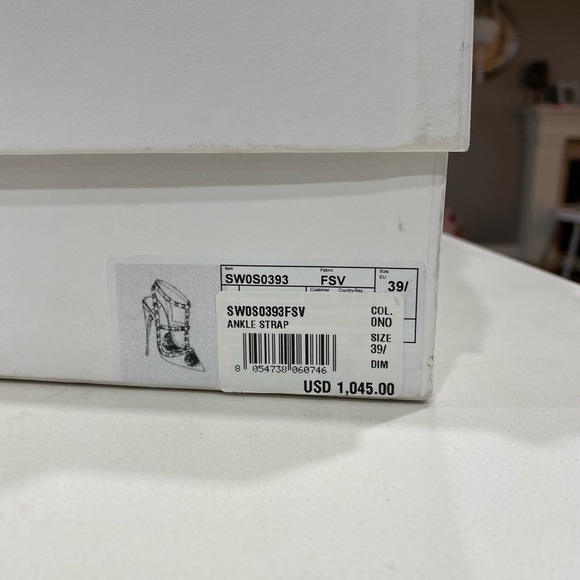 Item Fabric Size
EU
SW0S0393 FSV 39/
Customer Country Rec.
SW0S0393FSV COL.
ANKLE STRAP 0NO
SIZE
39/
DIM
8 054738 060746
USD 1,045.00